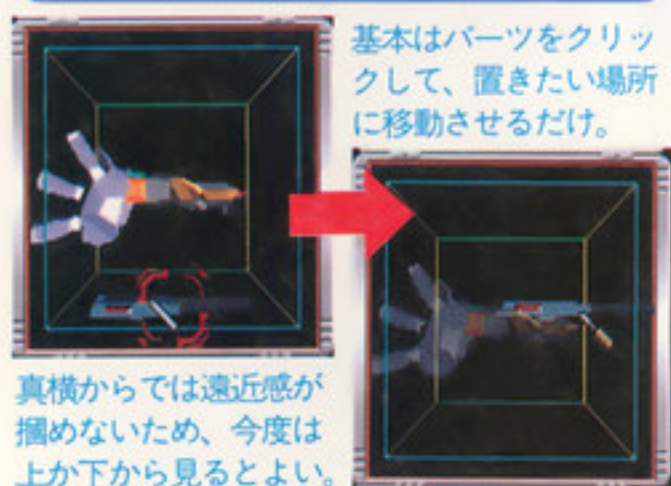 基本はパーツをクリッ
クして、置きたい場所
に移動させるだけ。
真横からでは遠近感が
掴めないため、今度は
上か下から見るとよい。